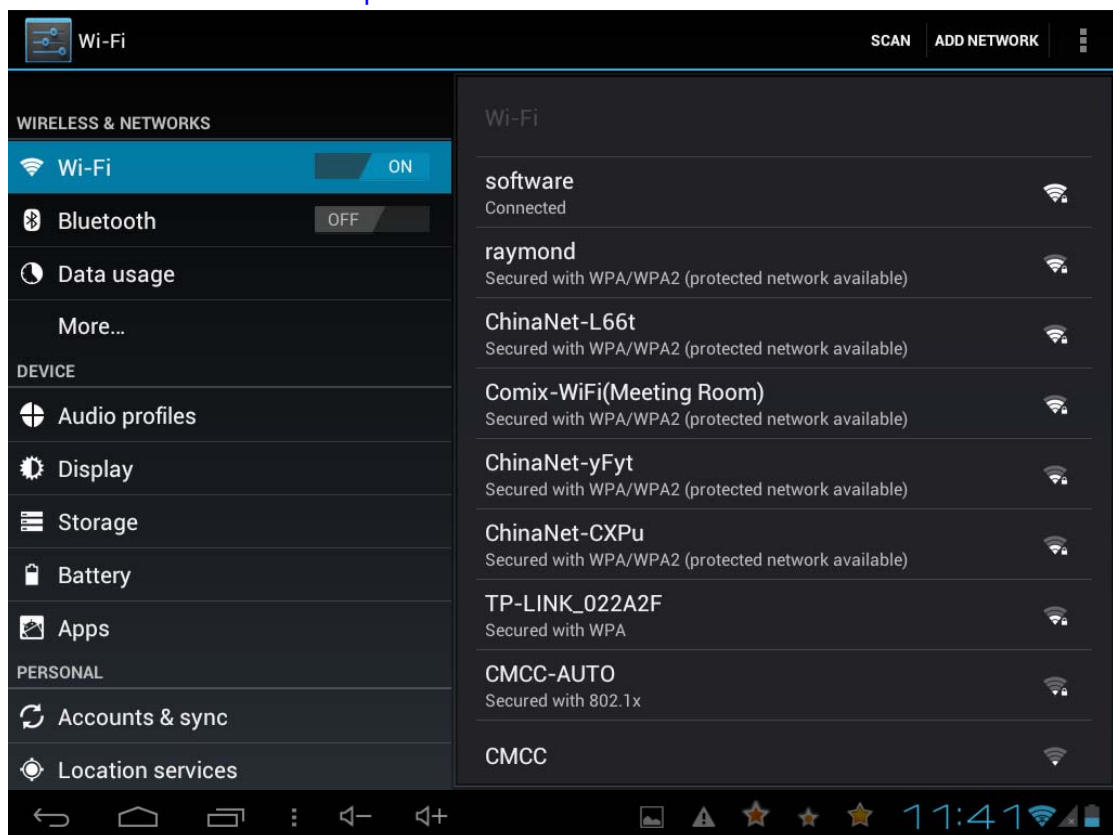 Wi-Fi
SCAN
ADD NETWORK
WIRELESS & NETWORKS
Wi-Fi
ON
Bluetooth
OFF
Data usage
More...
DEVICE
Audio profiles
Display
Storage
Battery
Apps
PERSONAL
Accounts & sync
Location services
Wi-Fi
software
Connected
raymond
Secured with WPA/WPA2 (protected network available)
ChinaNet-L66t
Secured with WPA/WPA2 (protected network available)
Comix-WiFi(Meeting Room)
Secured with WPA/WPA2 (protected network available)
ChinaNet-yFyt
Secured with WPA/WPA2 (protected network available)
ChinaNet-CXPu
Secured with WPA/WPA2 (protected network available)
TP-LINK_022A2F
Secured with WPA
CMCC-AUTO
Secured with 802.1x
CMCC
11:41